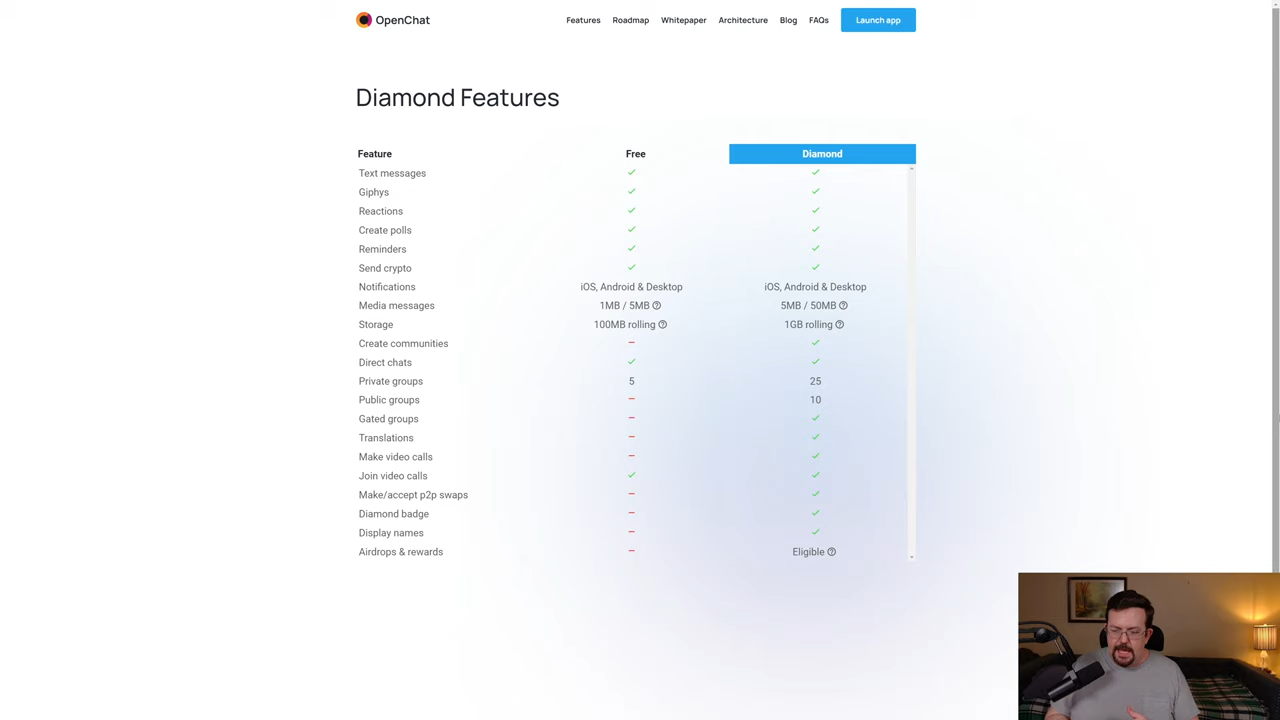 OpenChat Features Roadmap Whitepaper Architecture Blog FAQs Launch app
Diamond Features
Feature Free Diamond
Text messages
Giphys
Reactions
Create polls
Reminders
Send crypto
Notifications iOS, Android & Desktop iOS, Android & Desktop
Media messages 1MB / 5MB 5MB / 50MB
Storage 100MB rolling 1GB rolling
Create communities
Direct chats
Private groups 5 25
Public groups 10
Gated groups
Translations
Make video calls
Join video calls
Make/accept p2p swaps
Diamond badge
Display names
Airdrops & rewards Eligible